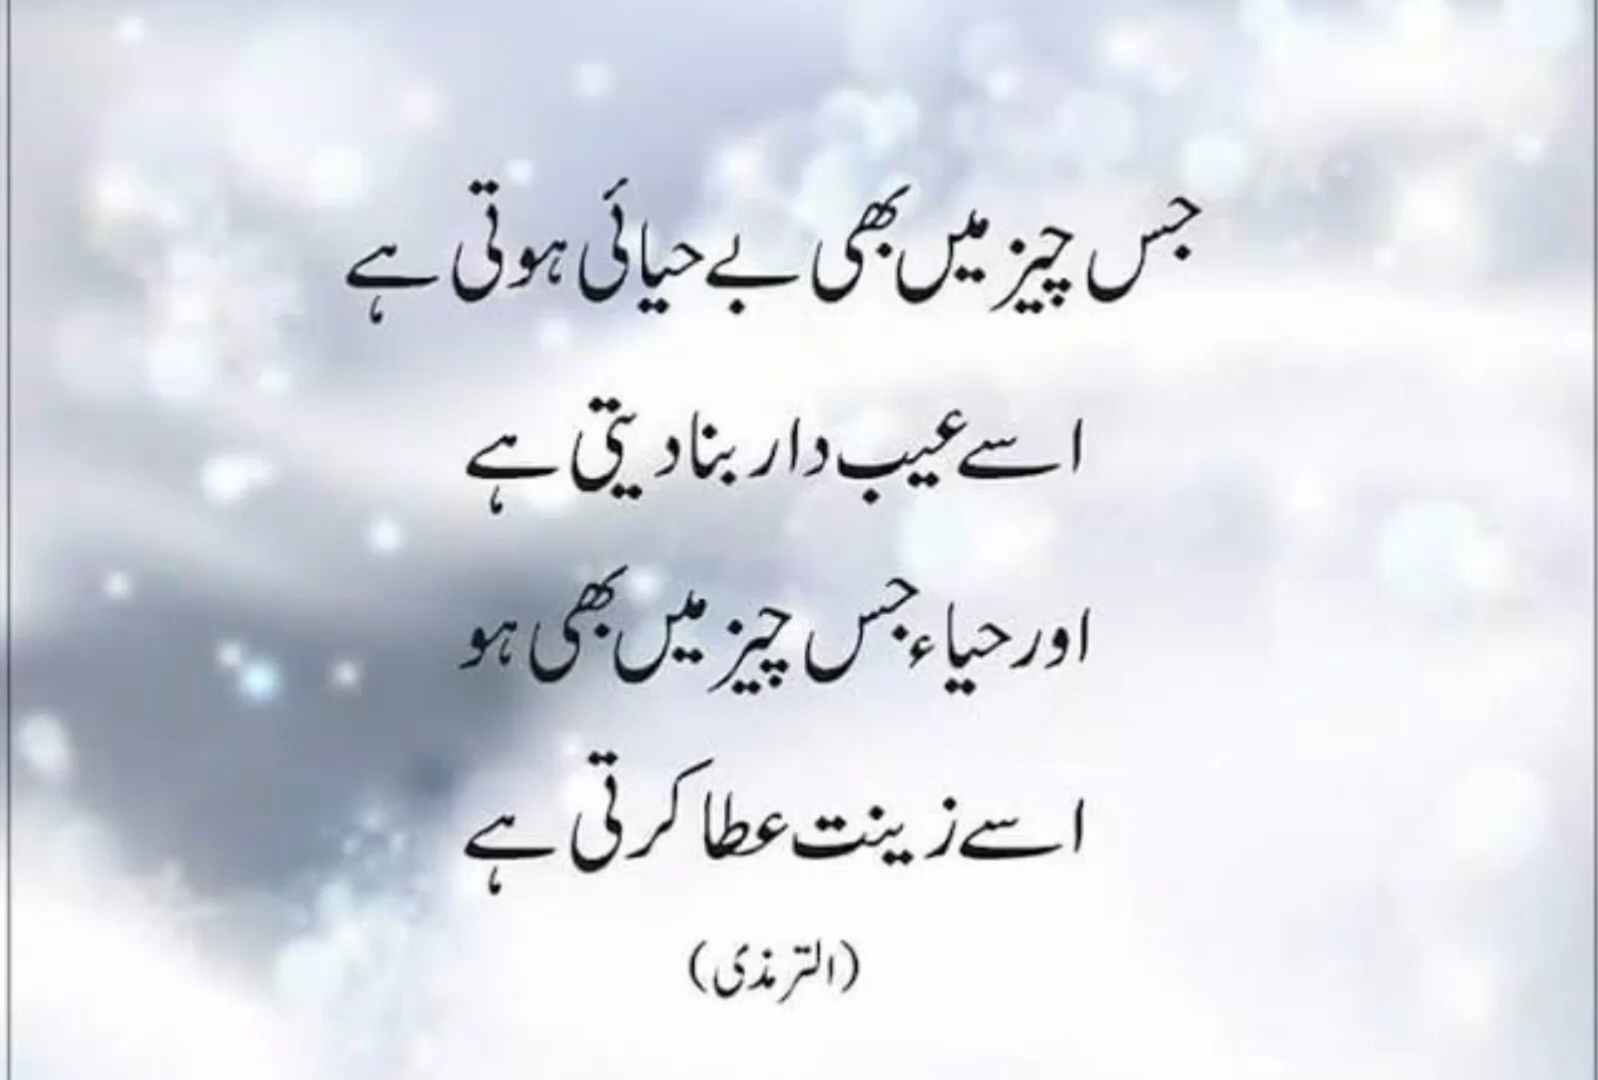 جس چیز میں بھی بے حیائی ہوتی ہے
اسے عیب دار بنا دیتی ہے
اور حیاء جس چیز میں بھی ہو
اسے زینت عطا کرتی ہے
(الترمذی)